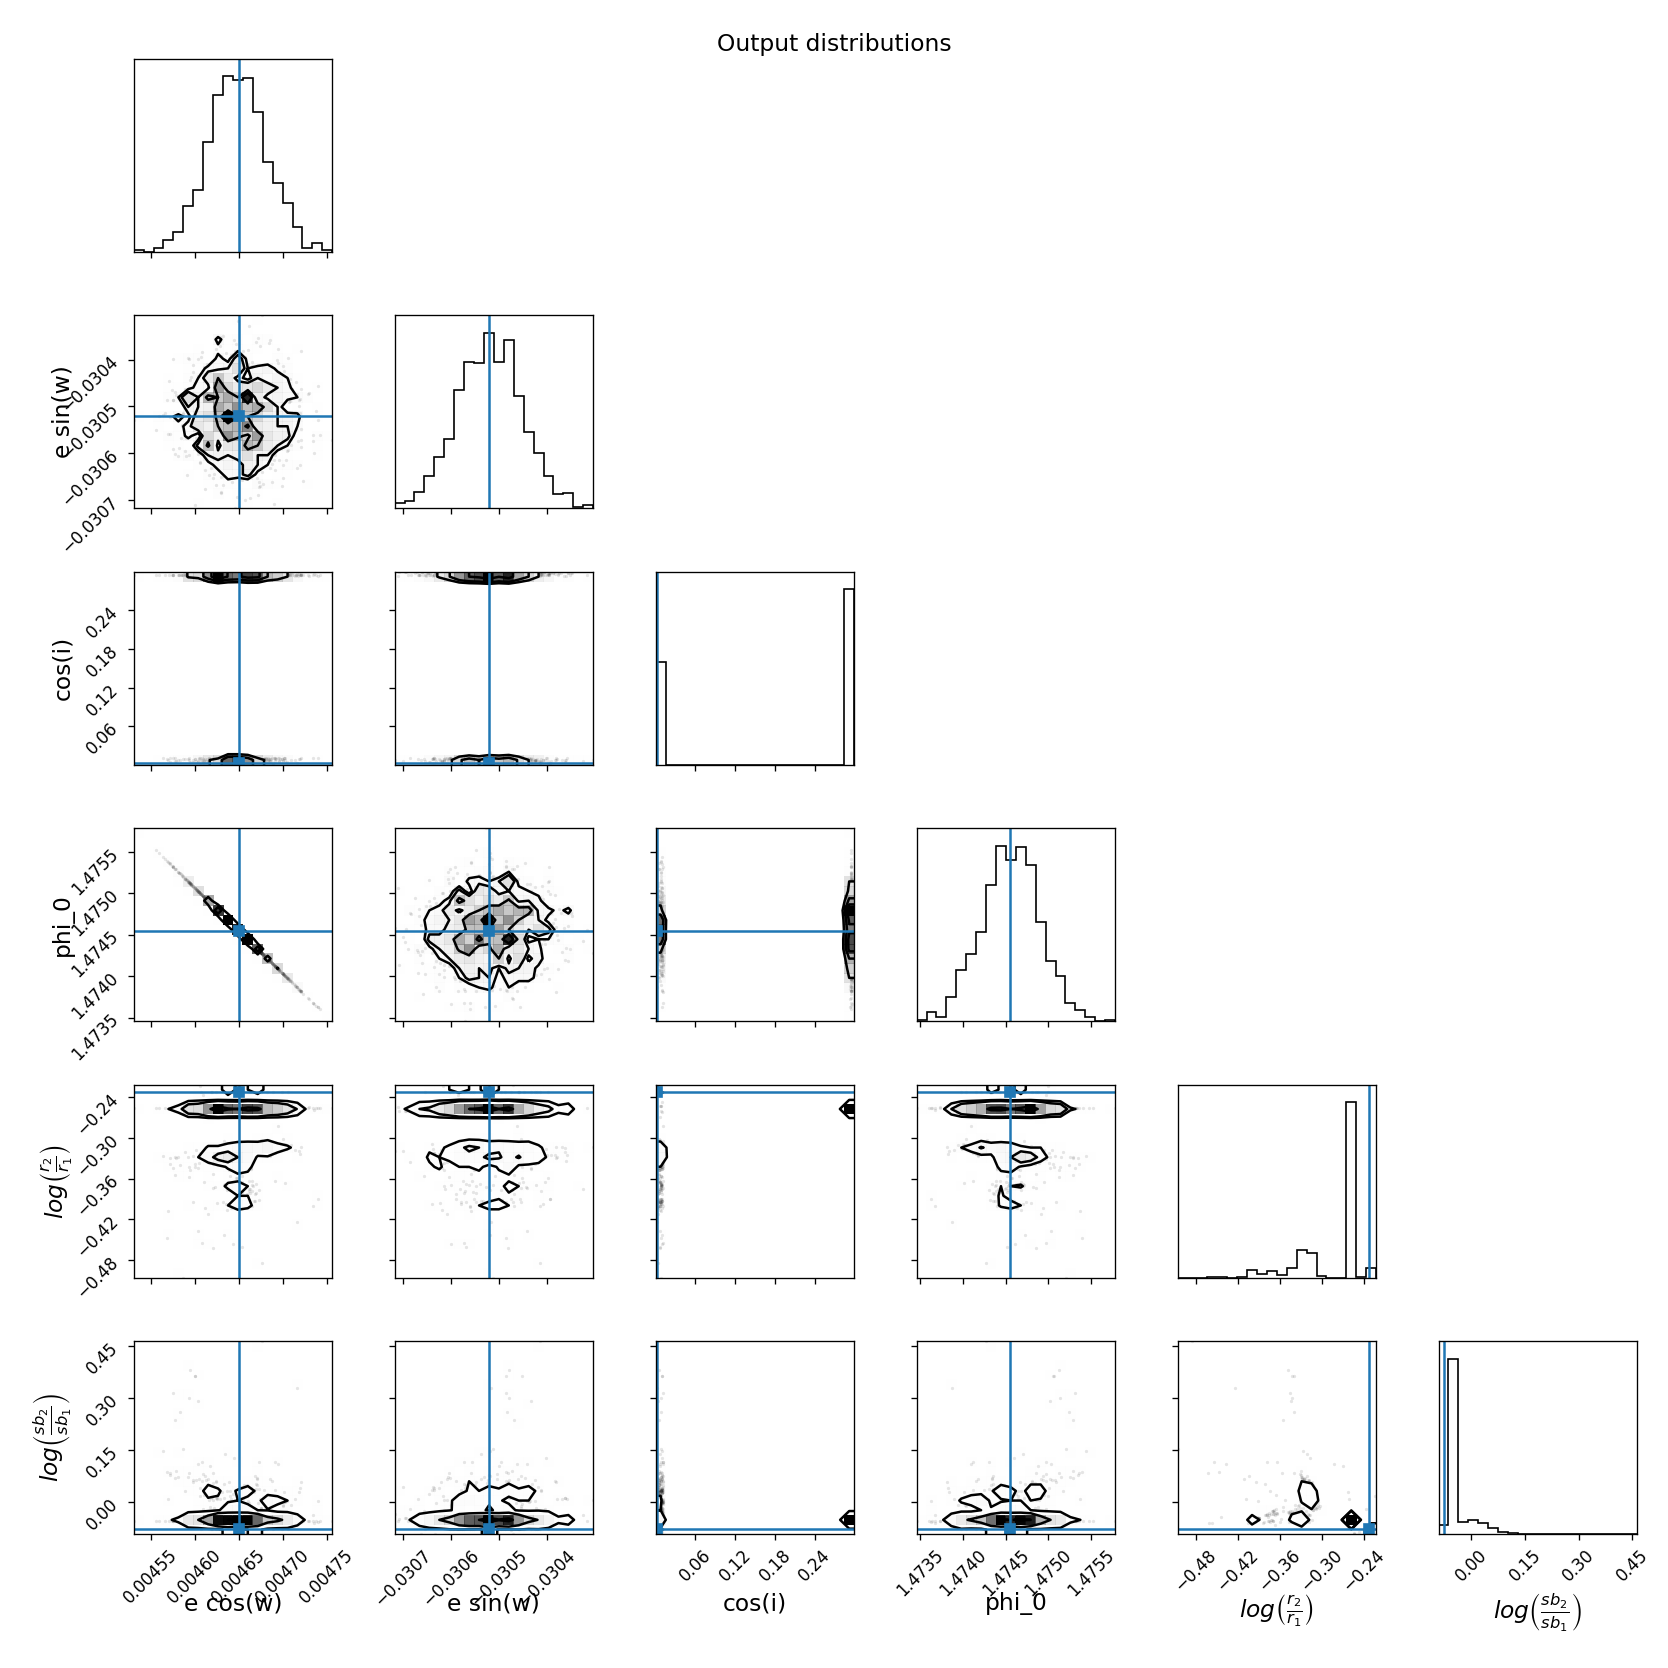 Output distributions
e sin(w)
−0.0304
−0.0305
−0.0306
−0.0307
cos(i)
0.24
0.18
0.12
0.06
phi_0
1.4755
1.4750
1.4745
1.4740
1.4735
log(r₂/r₁)
−0.24
−0.30
−0.36
−0.42
−0.48
log(sb₂/sb₁)
0.45
0.30
0.15
0.00
0.00455 0.00460 0.00465 0.00470 0.00475
e cos(w)
−0.0307 −0.0306 −0.0305 −0.0304
e sin(w)
0.06 0.12 0.18 0.24
cos(i)
1.4735 1.4740 1.4745 1.4750 1.4755
phi_0
−0.48 −0.42 −0.36 −0.30 −0.24
log(r₂/r₁)
0.00 0.15 0.30 0.45
log(sb₂/sb₁)